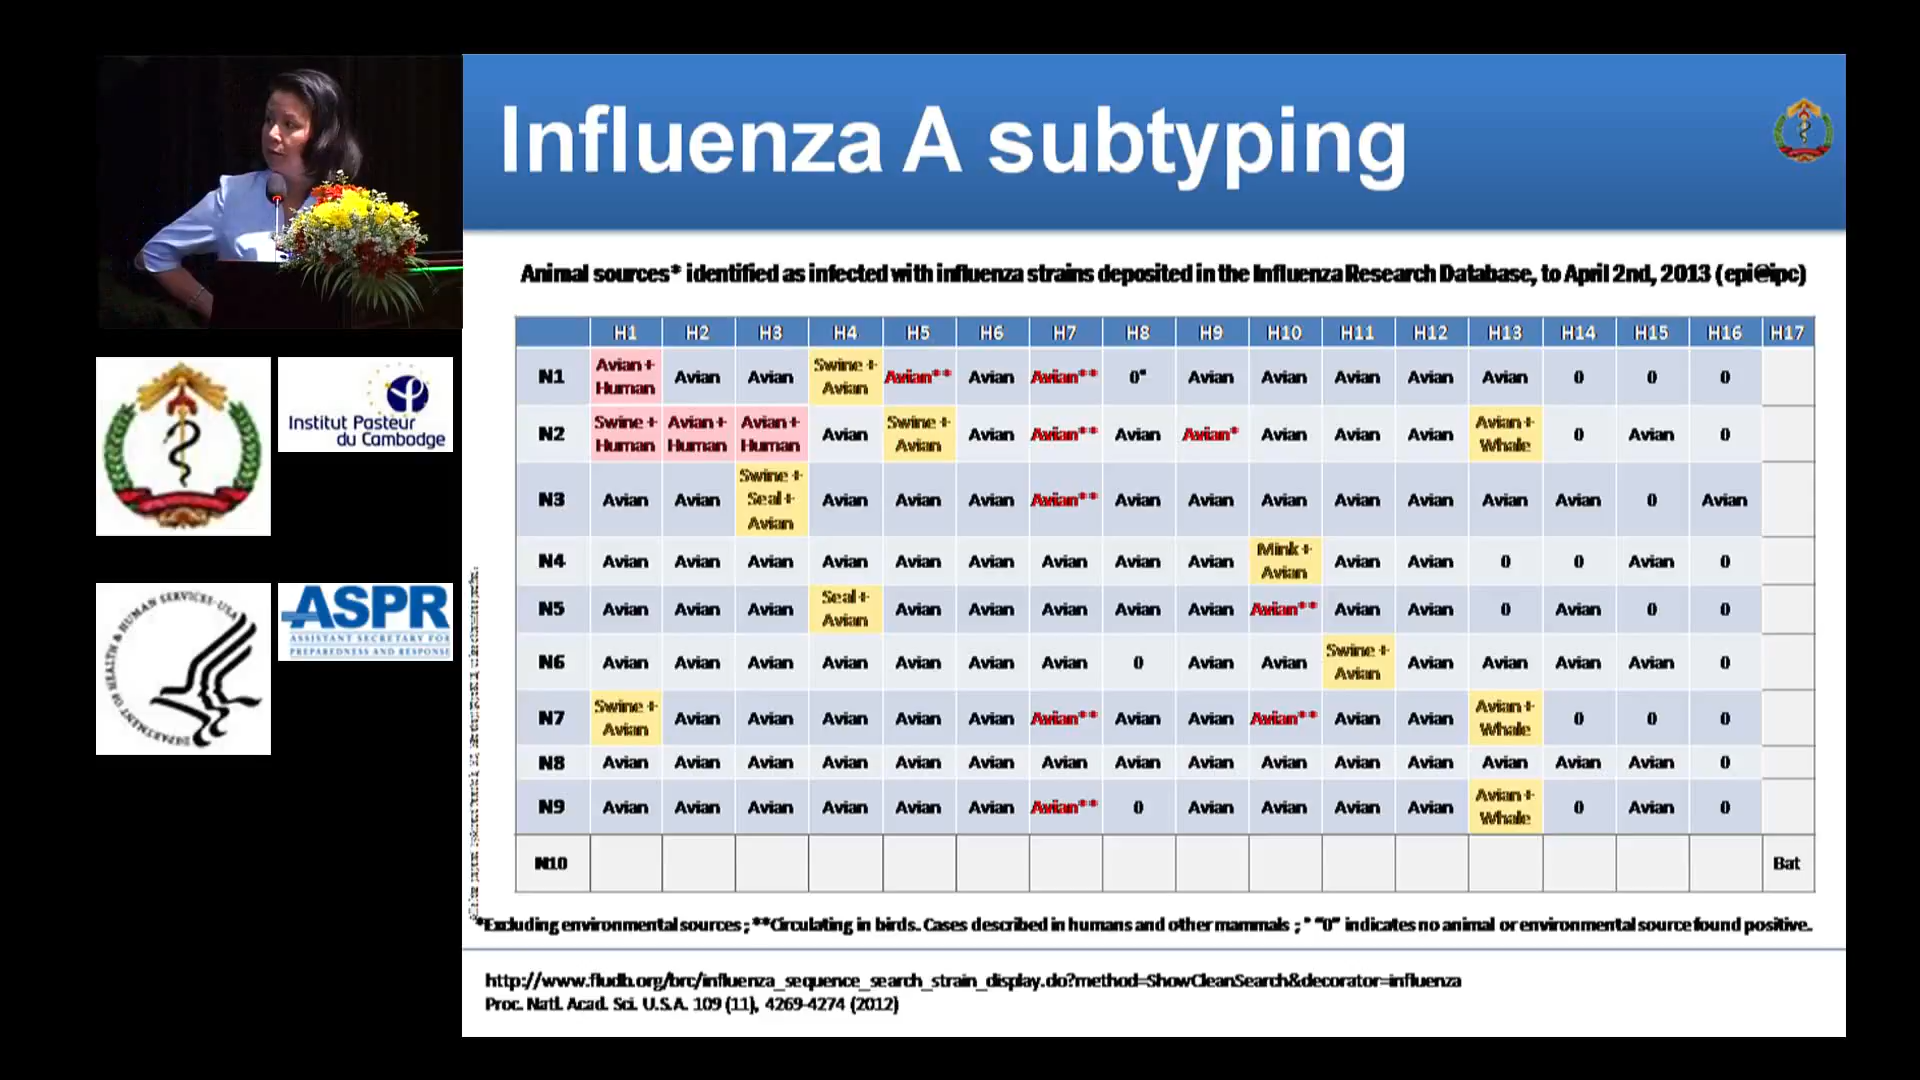 Influenza A subtyping
Animal sources* identified as infected with influenza strains deposited in the Influenza Research Database, to April 2nd, 2013 (epi@ipc)
H1 H2 H3 H4 H5 H6 H7 H8 H9 H10 H11 H12 H13 H14 H15 H16 H17
N1 Avian + Human Avian Avian Swine + Avian Avian** Avian Avian** 0" Avian Avian Avian Avian Avian 0 0 0
N2 Swine + Human Avian + Human Avian + Human Avian Swine + Avian Avian Avian** Avian Avian* Avian Avian Avian Avian + Whale 0 Avian 0
N3 Avian Avian Swine + Seal + Avian Avian Avian Avian Avian** Avian Avian Avian Avian Avian Avian Avian 0 Avian
N4 Avian Avian Avian Avian Avian Avian Avian Avian Avian Mink + Avian Avian Avian 0 0 Avian 0
N5 Avian Avian Avian Seal + Avian Avian Avian Avian Avian Avian Avian** Avian Avian 0 Avian 0 0
N6 Avian Avian Avian Avian Avian Avian Avian 0 Avian Avian Swine + Avian Avian Avian Avian Avian 0
N7 Swine + Avian Avian Avian Avian Avian Avian Avian** Avian Avian Avian** Avian Avian Avian + Whale 0 0 0
N8 Avian Avian Avian Avian Avian Avian Avian Avian Avian Avian Avian Avian Avian Avian Avian 0
N9 Avian Avian Avian Avian Avian Avian Avian** 0 Avian Avian Avian Avian Avian + Whale 0 Avian 0
N10 Bat
*Excluding environmental sources ; **Circulating in birds. Cases described in humans and other mammals ; " "0" indicates no animal or environmental source found positive.
http://www.fludb.org/brc/influenza_sequence_search_strain_display.do?method=ShowCleanSearch&decorator=influenza
Proc. Natl. Acad. Sci. U.S.A. 109 (11), 4269-4274 (2012)
Institut Pasteur
du Cambodge
DEPARTMENT OF HEALTH & HUMAN SERVICES·USA
ASPR
ASSISTANT SECRETARY FOR
PREPAREDNESS AND RESPONSE